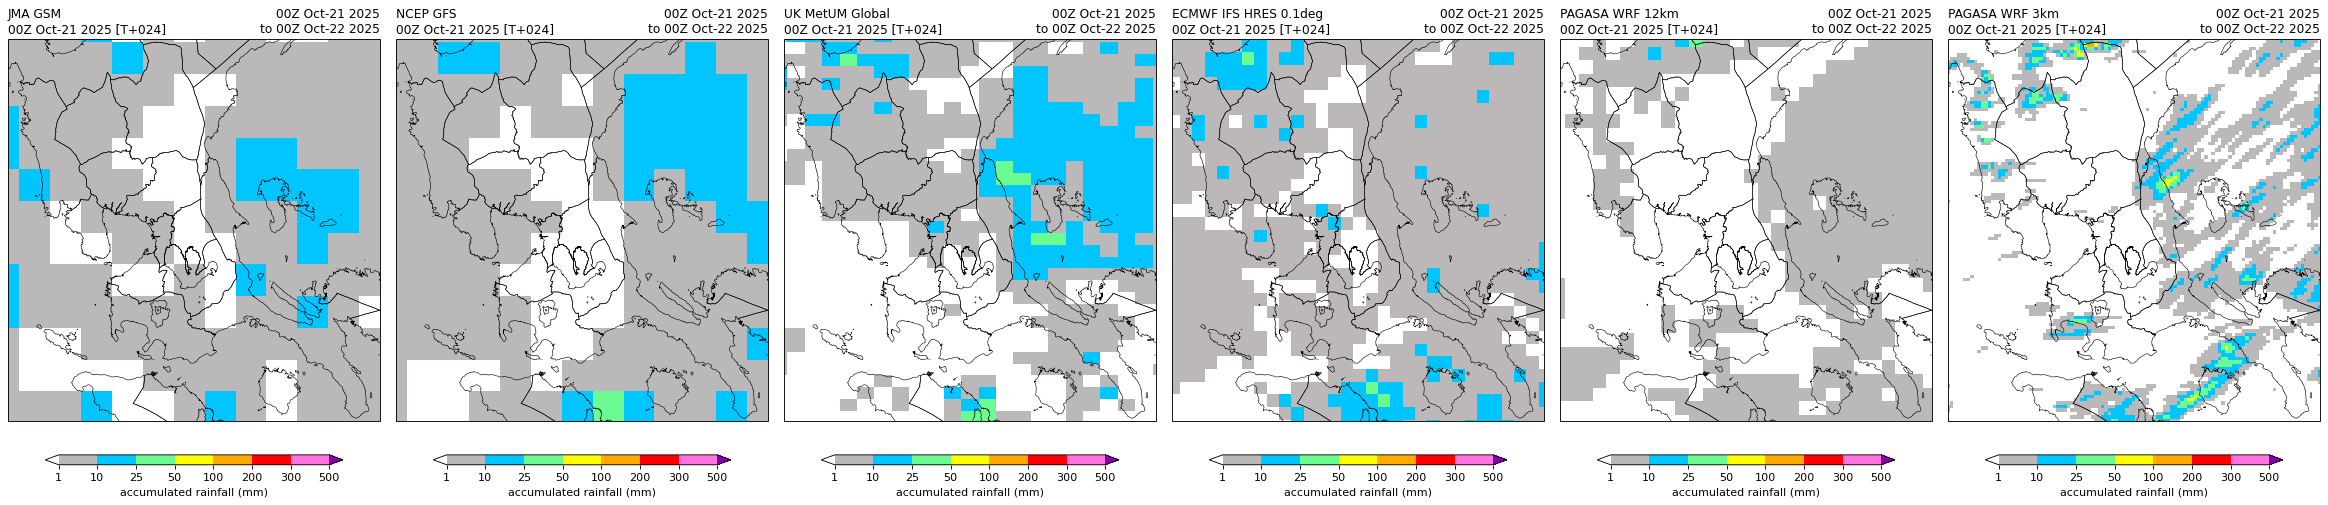 JMA GSM 00Z Oct-21 2025
00Z Oct-21 2025 [T+024] to 00Z Oct-22 2025
NCEP GFS 00Z Oct-21 2025
00Z Oct-21 2025 [T+024] to 00Z Oct-22 2025
UK MetUM Global 00Z Oct-21 2025
00Z Oct-21 2025 [T+024] to 00Z Oct-22 2025
ECMWF IFS HRES 0.1deg 00Z Oct-21 2025
00Z Oct-21 2025 [T+024] to 00Z Oct-22 2025
PAGASA WRF 12km 00Z Oct-21 2025
00Z Oct-21 2025 [T+024] to 00Z Oct-22 2025
PAGASA WRF 3km 00Z Oct-21 2025
00Z Oct-21 2025 [T+024] to 00Z Oct-22 2025
1 10 25 50 100 200 300 500
accumulated rainfall (mm)
1 10 25 50 100 200 300 500
accumulated rainfall (mm)
1 10 25 50 100 200 300 500
accumulated rainfall (mm)
1 10 25 50 100 200 300 500
accumulated rainfall (mm)
1 10 25 50 100 200 300 500
accumulated rainfall (mm)
1 10 25 50 100 200 300 500
accumulated rainfall (mm)